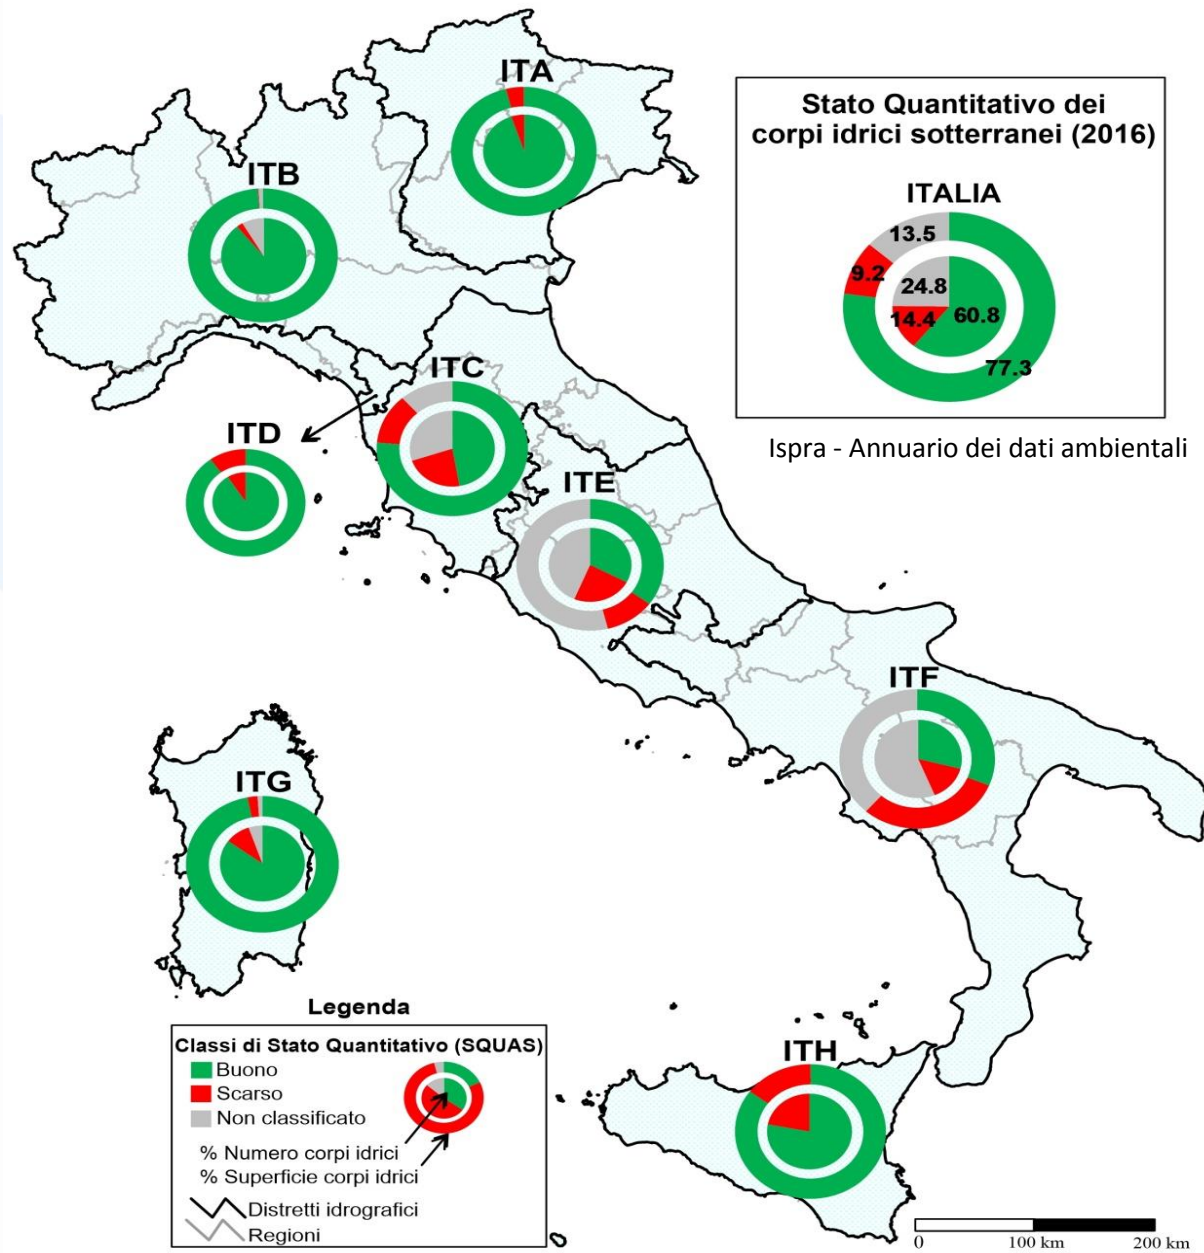 ITA
Stato Quantitativo dei
corpi idrici sotterranei (2016)
ITALIA
13.5
9.2
24.8
14.4
60.8
77.3
Ispra - Annuario dei dati ambientali
ITB
ITC
ITD
ITE
ITF
ITG
ITH
Legenda
Classi di Stato Quantitativo (SQUAS)
Buono
Scarso
Non classificato
% Numero corpi idrici
% Superficie corpi idrici
Distretti idrografici
Regioni
0 100 km 200 km